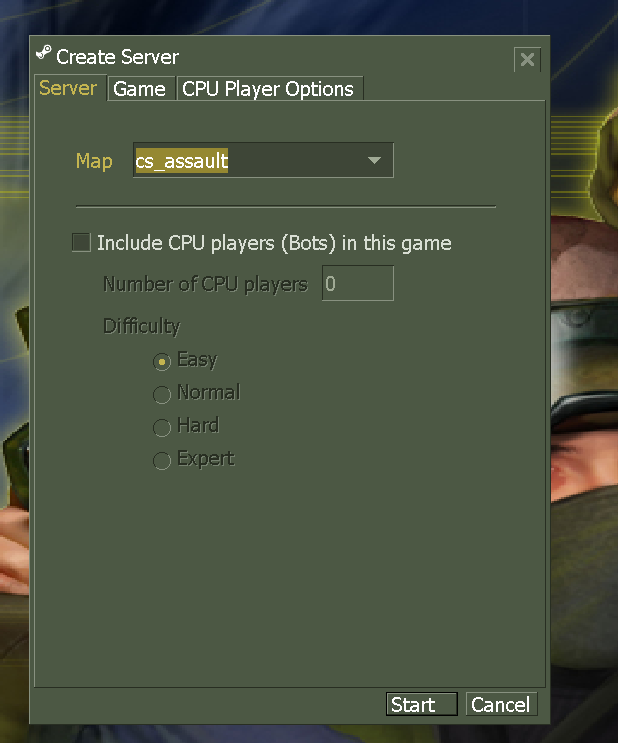 Create Server
Server Game CPU Player Options
Map cs_assault
Include CPU players (Bots) in this game
Number of CPU players 0
Difficulty
Easy
Normal
Hard
Expert
Start Cancel